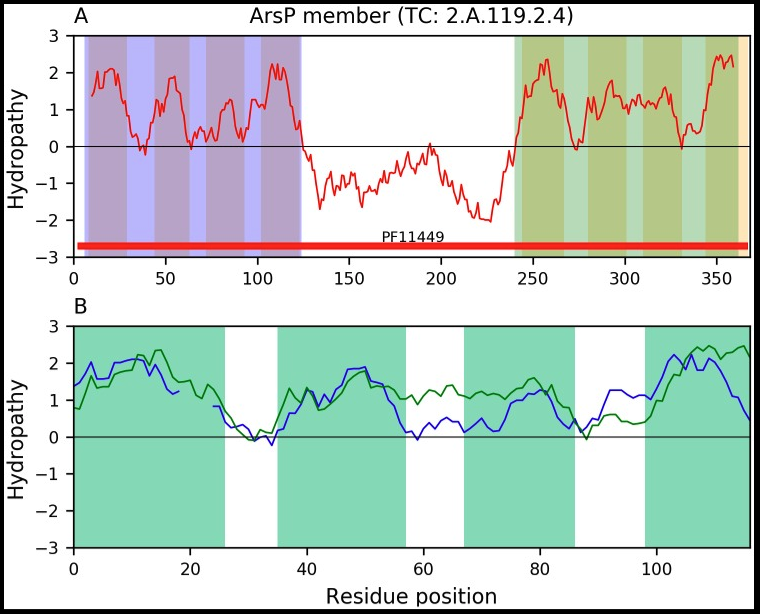 A
ArsP member (TC: 2.A.119.2.4)
Hydropathy
3
2
1
0
−1
−2
−3
PF11449
0 50 100 150 200 250 300 350
B
Hydropathy
3
2
1
0
−1
−2
−3
0 20 40 60 80 100
Residue position